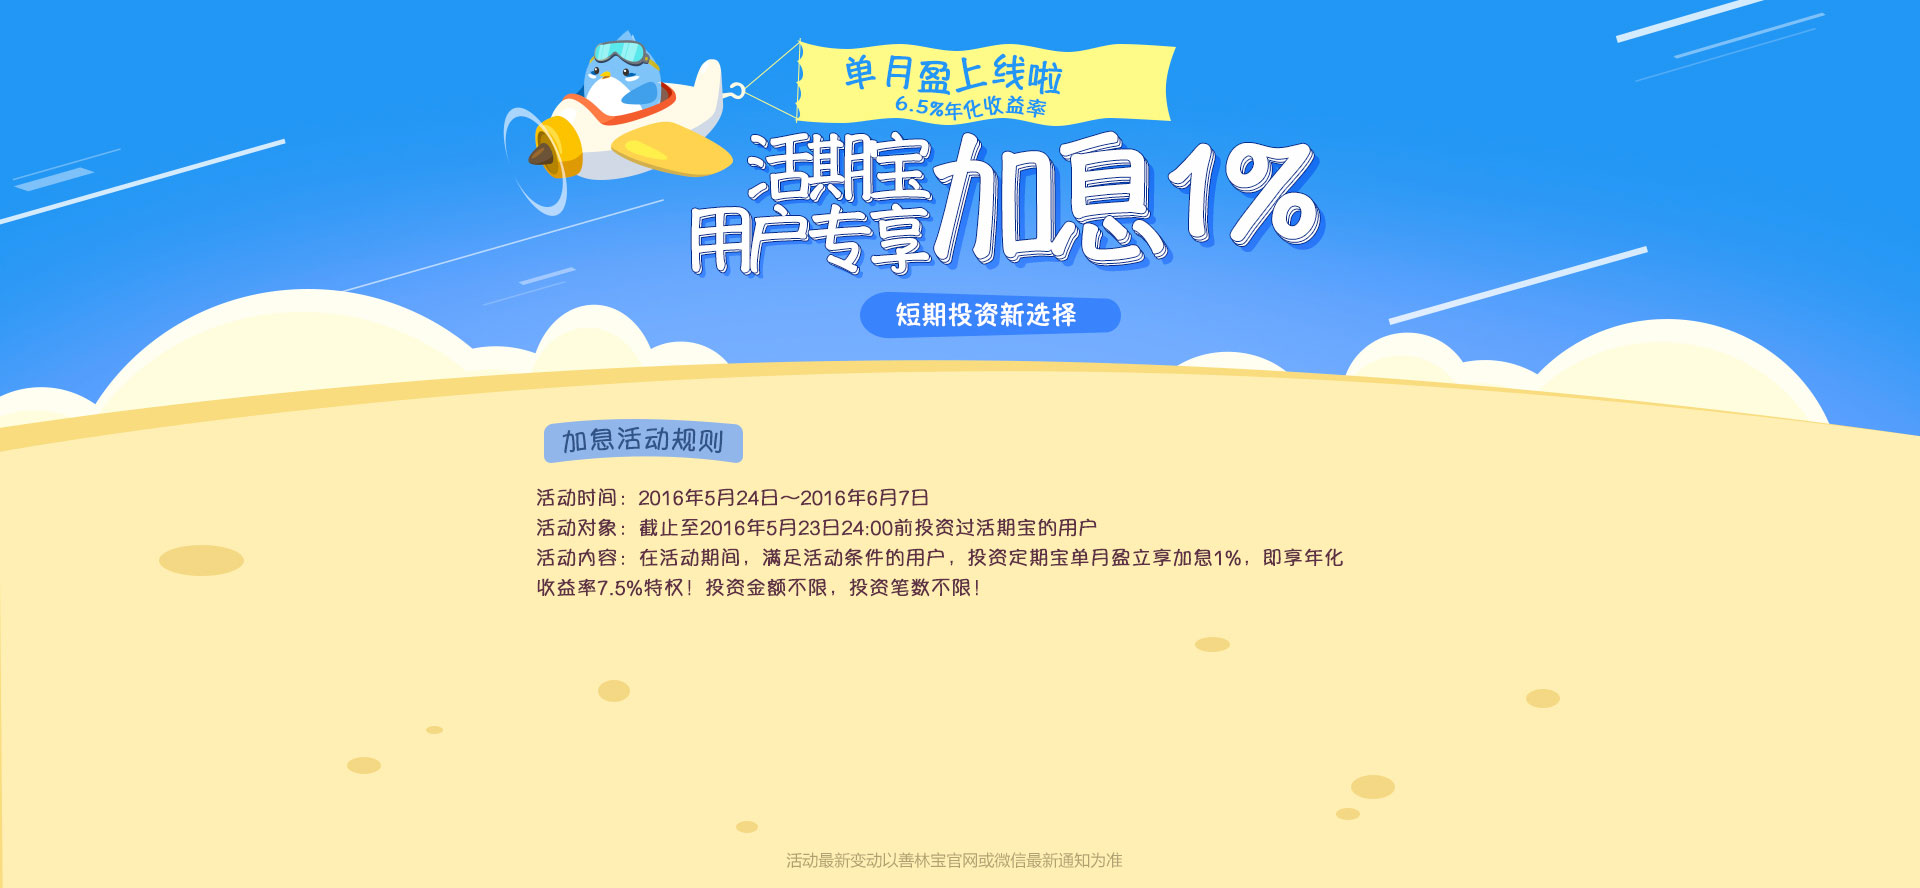 单月盈上线啦
6.5%年化收益率
活期宝
用户专享
加息1%
短期投资新选择
加息活动规则
活动时间：2016年5月24日～2016年6月7日
活动对象：截止至2016年5月23日24:00前投资过活期宝的用户
活动内容：在活动期间，满足活动条件的用户，投资定期宝单月盈立享加息1%，即享年化
收益率7.5%特权！投资金额不限，投资笔数不限！
活动最新变动以善林宝官网或微信最新通知为准